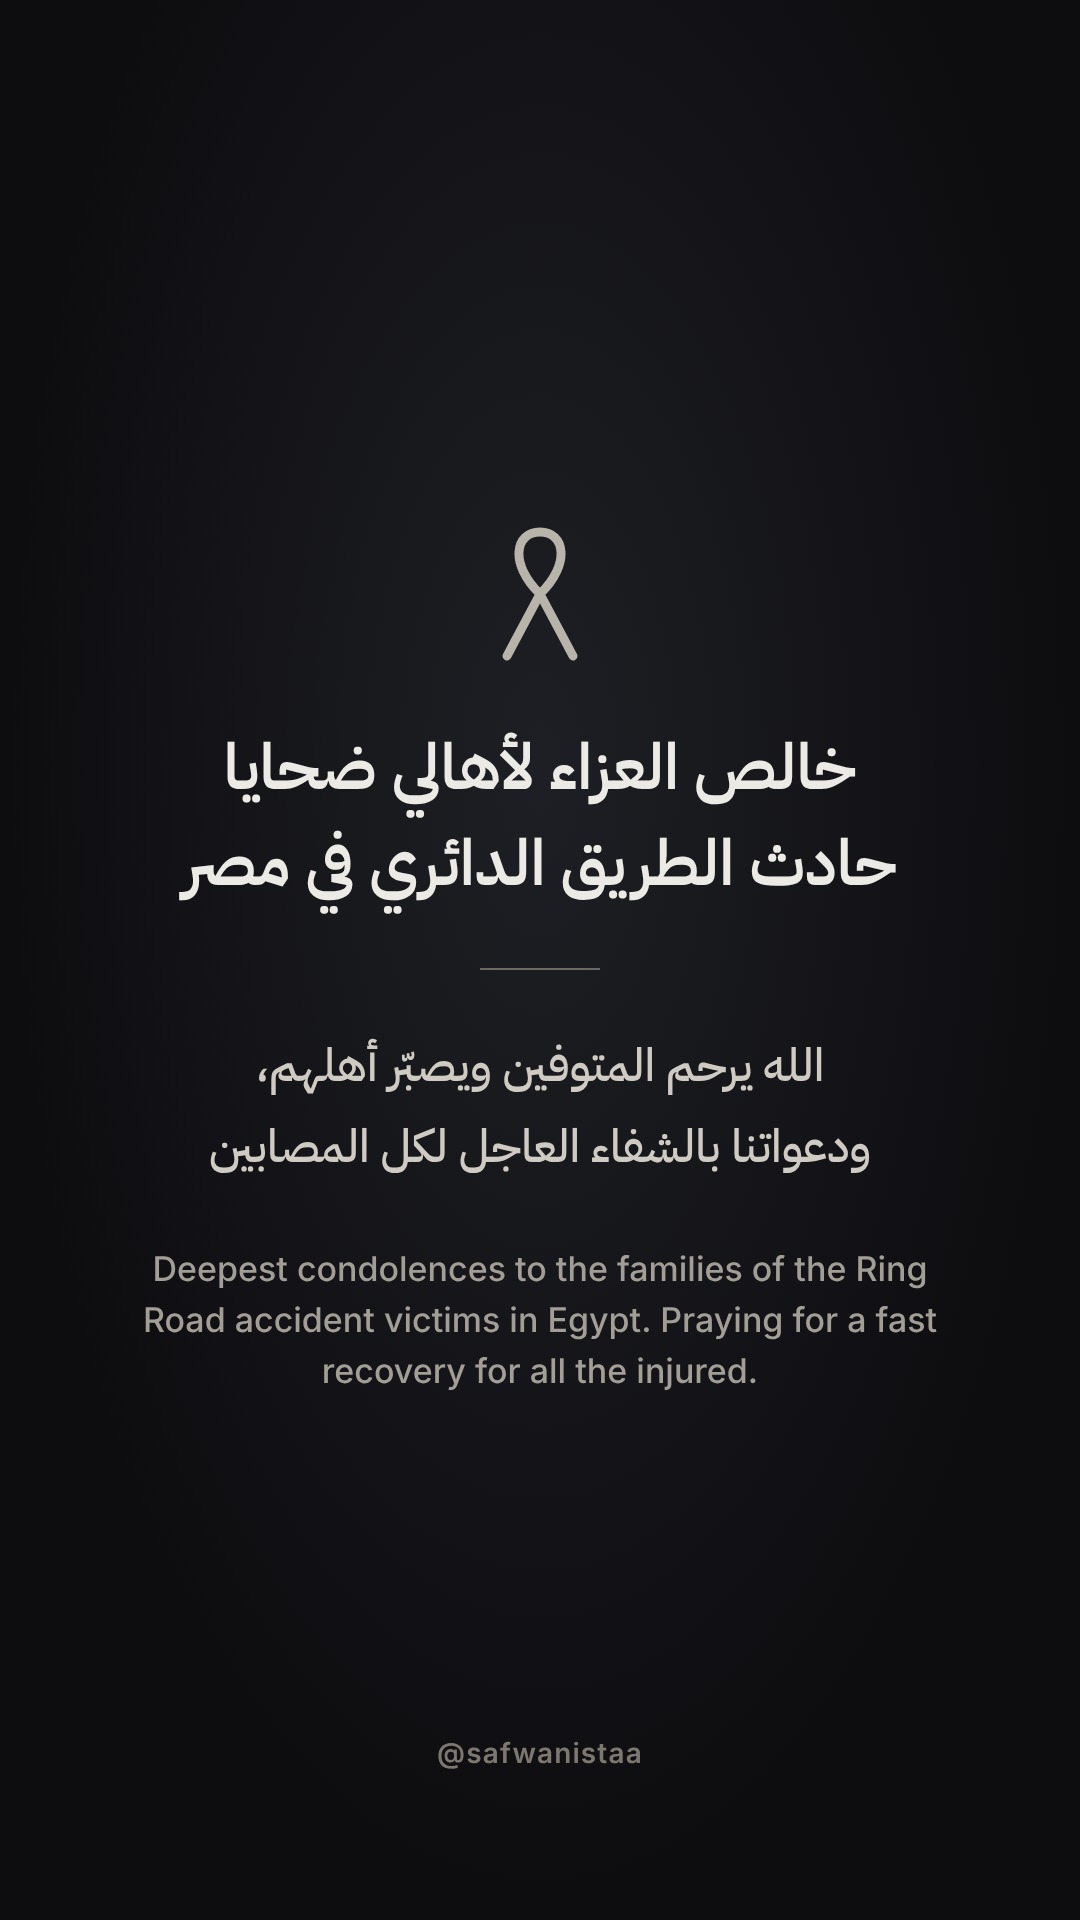 خالص العزاء لأهالي ضحايا
حادث الطريق الدائري في مصر
الله يرحم المتوفين ويصبّر أهلهم،
ودعواتنا بالشفاء العاجل لكل المصابين
Deepest condolences to the families of the Ring
Road accident victims in Egypt. Praying for a fast
recovery for all the injured.
@safwanistaa